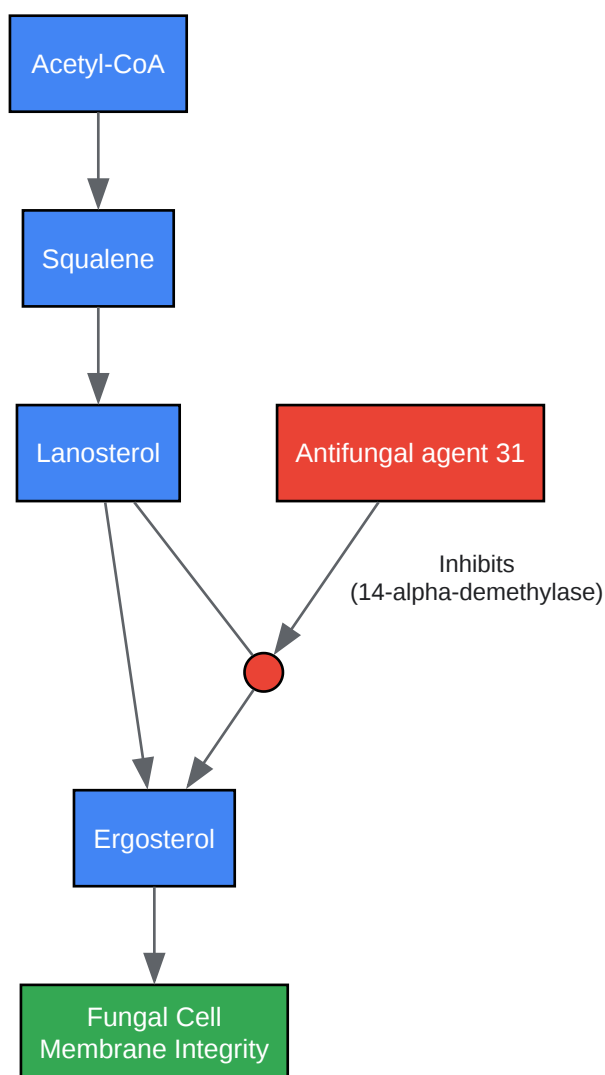 Acetyl-CoA
Squalene
Lanosterol
Antifungal agent 31
Inhibits
(14-alpha-demethylase)
Ergosterol
Fungal Cell
Membrane Integrity